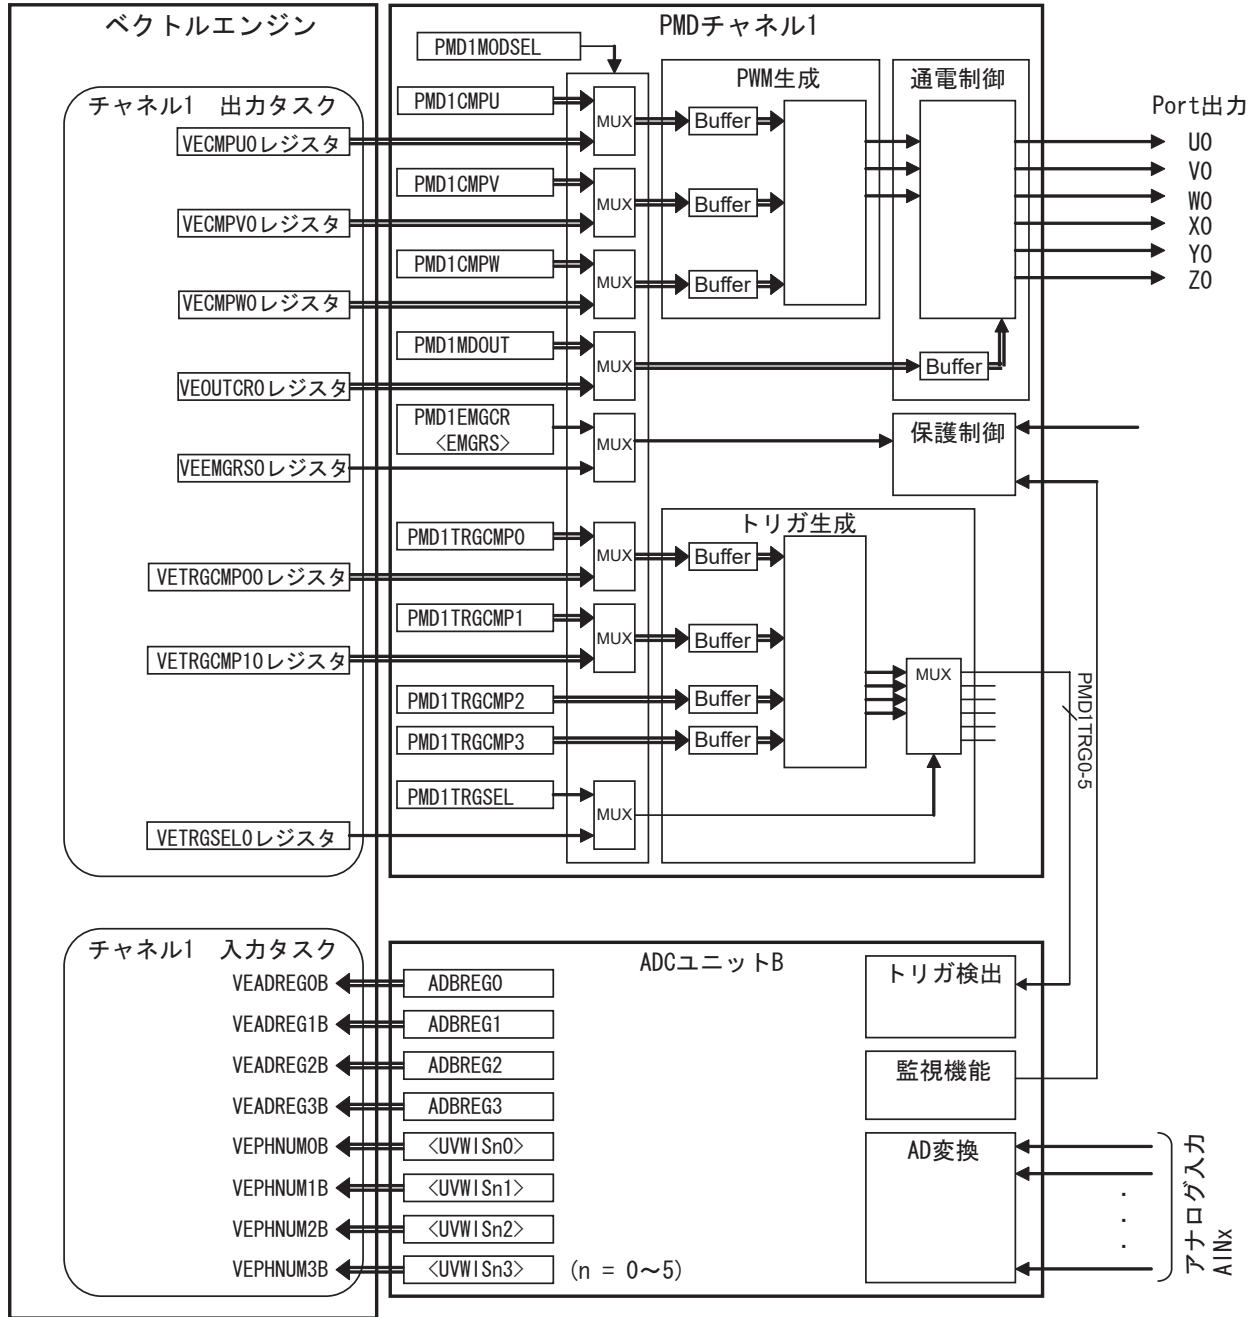 ベクトルエンジン
PMDチャネル1
PMD1MODSEL
PWM生成
通電制御
チャネル1 出力タスク
PMD1CMPU
MUX
Buffer
Port出力
VECMPU0レジスタ
U0
V0
W0
X0
Y0
Z0
PMD1CMPV
MUX
Buffer
VECMPV0レジスタ
PMD1CMPW
MUX
Buffer
VECMPW0レジスタ
PMD1MDOUT
MUX
Buffer
VEOUTCR0レジスタ
PMD1EMGCR
<EMGRS>
MUX
保護制御
VEEMGRS0レジスタ
トリガ生成
PMD1TRGCMP0
MUX
Buffer
VETRGCMP00レジスタ
PMD1TRGCMP1
MUX
Buffer
VETRGCMP10レジスタ
MUX
PMD1TRGCMP2
Buffer
PMD1TRGCMP3
Buffer
PMD1TRG0-5
PMD1TRGSEL
MUX
VETRGSEL0レジスタ
チャネル1 入力タスク
ADCユニットB
VEADREG0B
ADBREG0
トリガ検出
VEADREG1B
ADBREG1
VEADREG2B
ADBREG2
監視機能
VEADREG3B
ADBREG3
VEPHNUM0B
<UVWISn0>
AD変換
VEPHNUM1B
<UVWISn1>
VEPHNUM2B
<UVWISn2>
VEPHNUM3B
<UVWISn3>
(n = 0～5)
アナログ入力
AINx